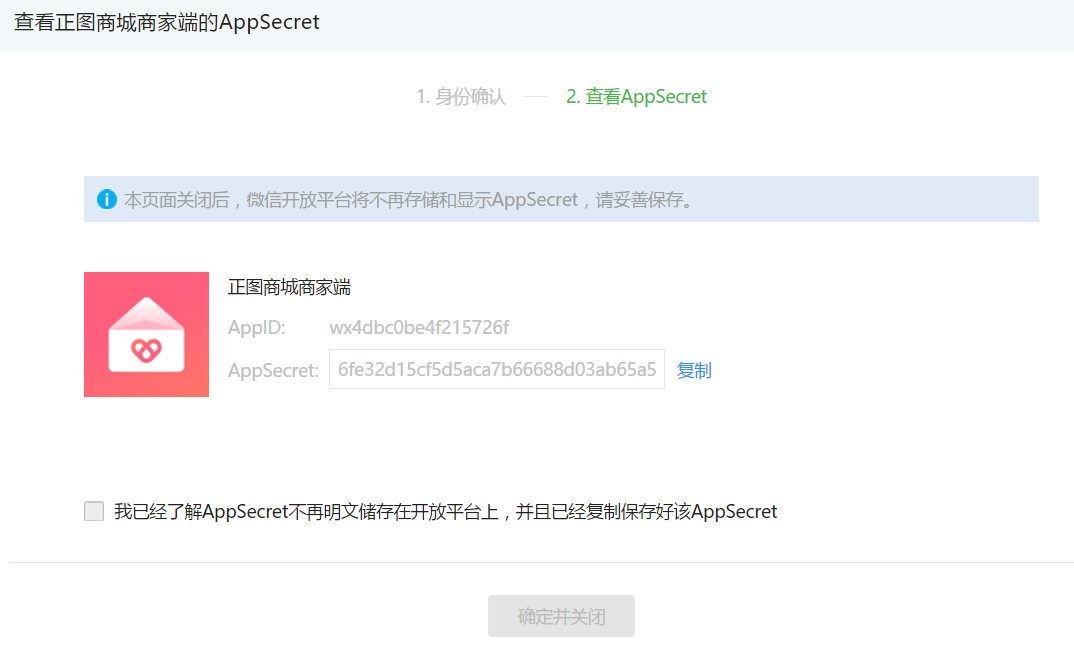 查看正图商城商家端的AppSecret
1. 身份确认 2. 查看AppSecret
本页面关闭后，微信开放平台将不再存储和显示AppSecret，请妥善保存。
正图商城商家端
AppID: wx4dbc0be4f215726f
AppSecret: 6fe32d15cf5d5aca7b66688d03ab65a5 复制
我已经了解AppSecret不再明文储存在开放平台上，并且已经复制保存好该AppSecret
确定并关闭